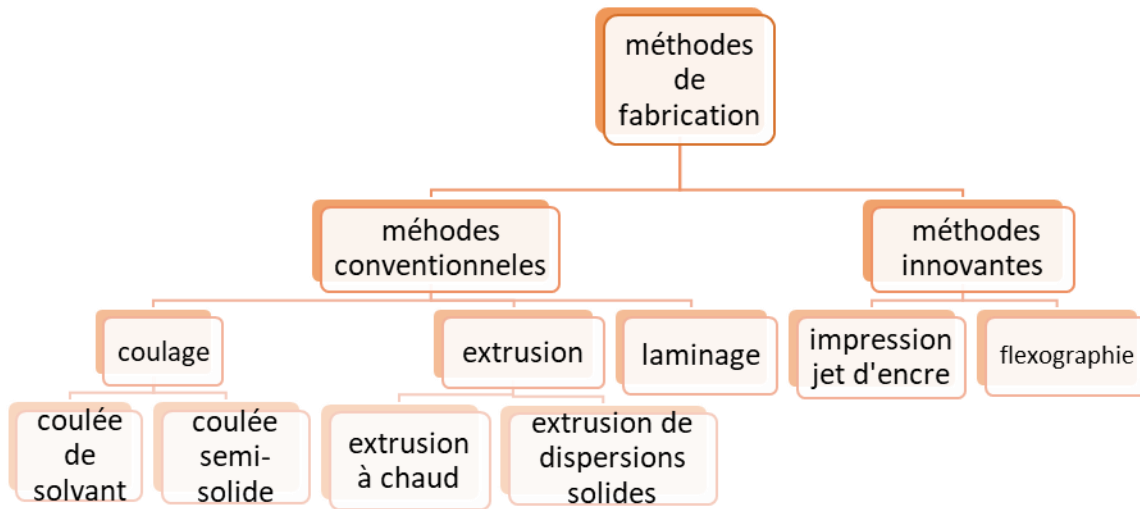 méthodes
de
fabrication
méhodes
conventionneles
méthodes
innovantes
coulage
extrusion
laminage
impression
jet d'encre
flexographie
coulée
de
solvant
coulée
semi-
solide
extrusion
à chaud
extrusion de
dispersions
solides